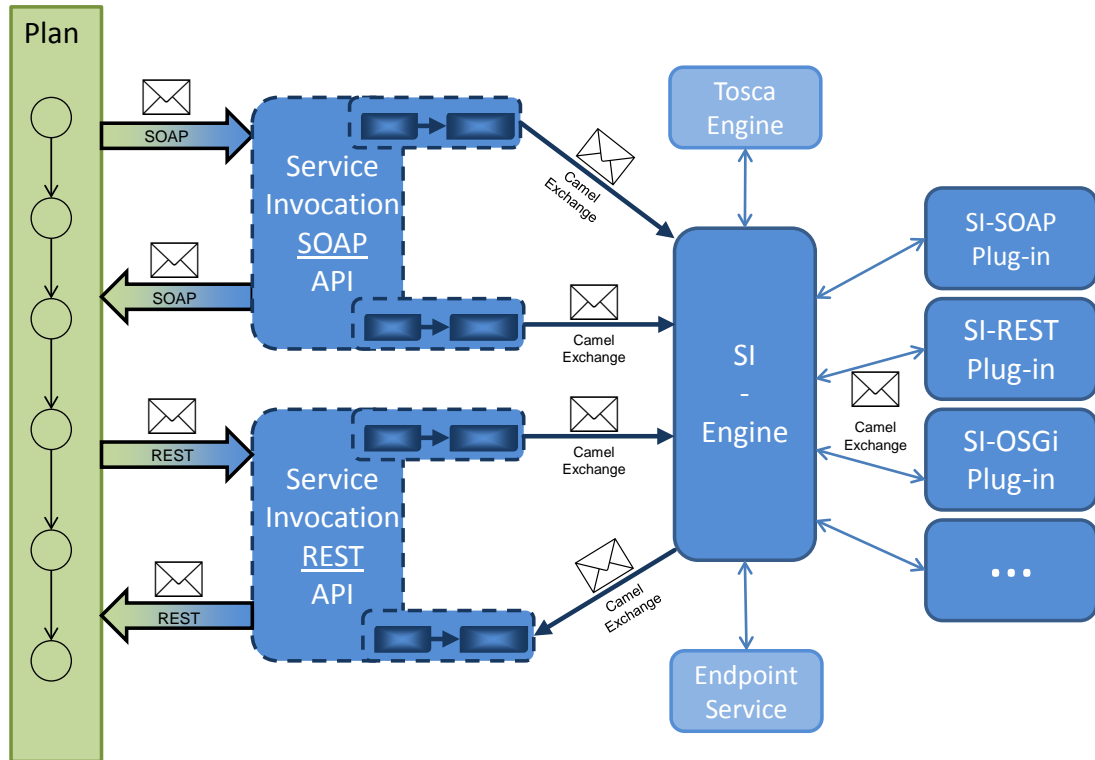 Plan
SOAP
SOAP
REST
REST
Service
Invocation
SOAP
API
Service
Invocation
REST
API
Camel
Exchange
Camel
Exchange
Camel
Exchange
Camel
Exchange
Tosca
Engine
SI
-
Engine
Endpoint
Service
Camel
Exchange
SI-SOAP
Plug-in
SI-REST
Plug-in
SI-OSGi
Plug-in
...